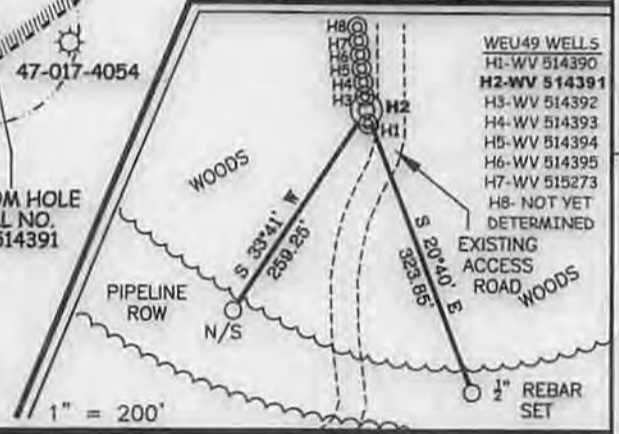 47-017-4054
OM HOLE
L NO.
514391
H8
H7
H6
H5
H4
H3
H2
H1
WEU49 WELLS
H1-WV 514390
H2-WV 514391
H3-WV 514392
H4-WV 514393
H5-WV 514394
H6-WV 514395
H7-WV 515273
H8- NOT YET
DETERMINED
EXISTING
ACCESS
ROAD
WOODS
S 33°41' W
259.25'
S 20°40' E
323.85'
WOODS
PIPELINE
ROW
N/S
1/2" REBAR
SET
1" = 200'